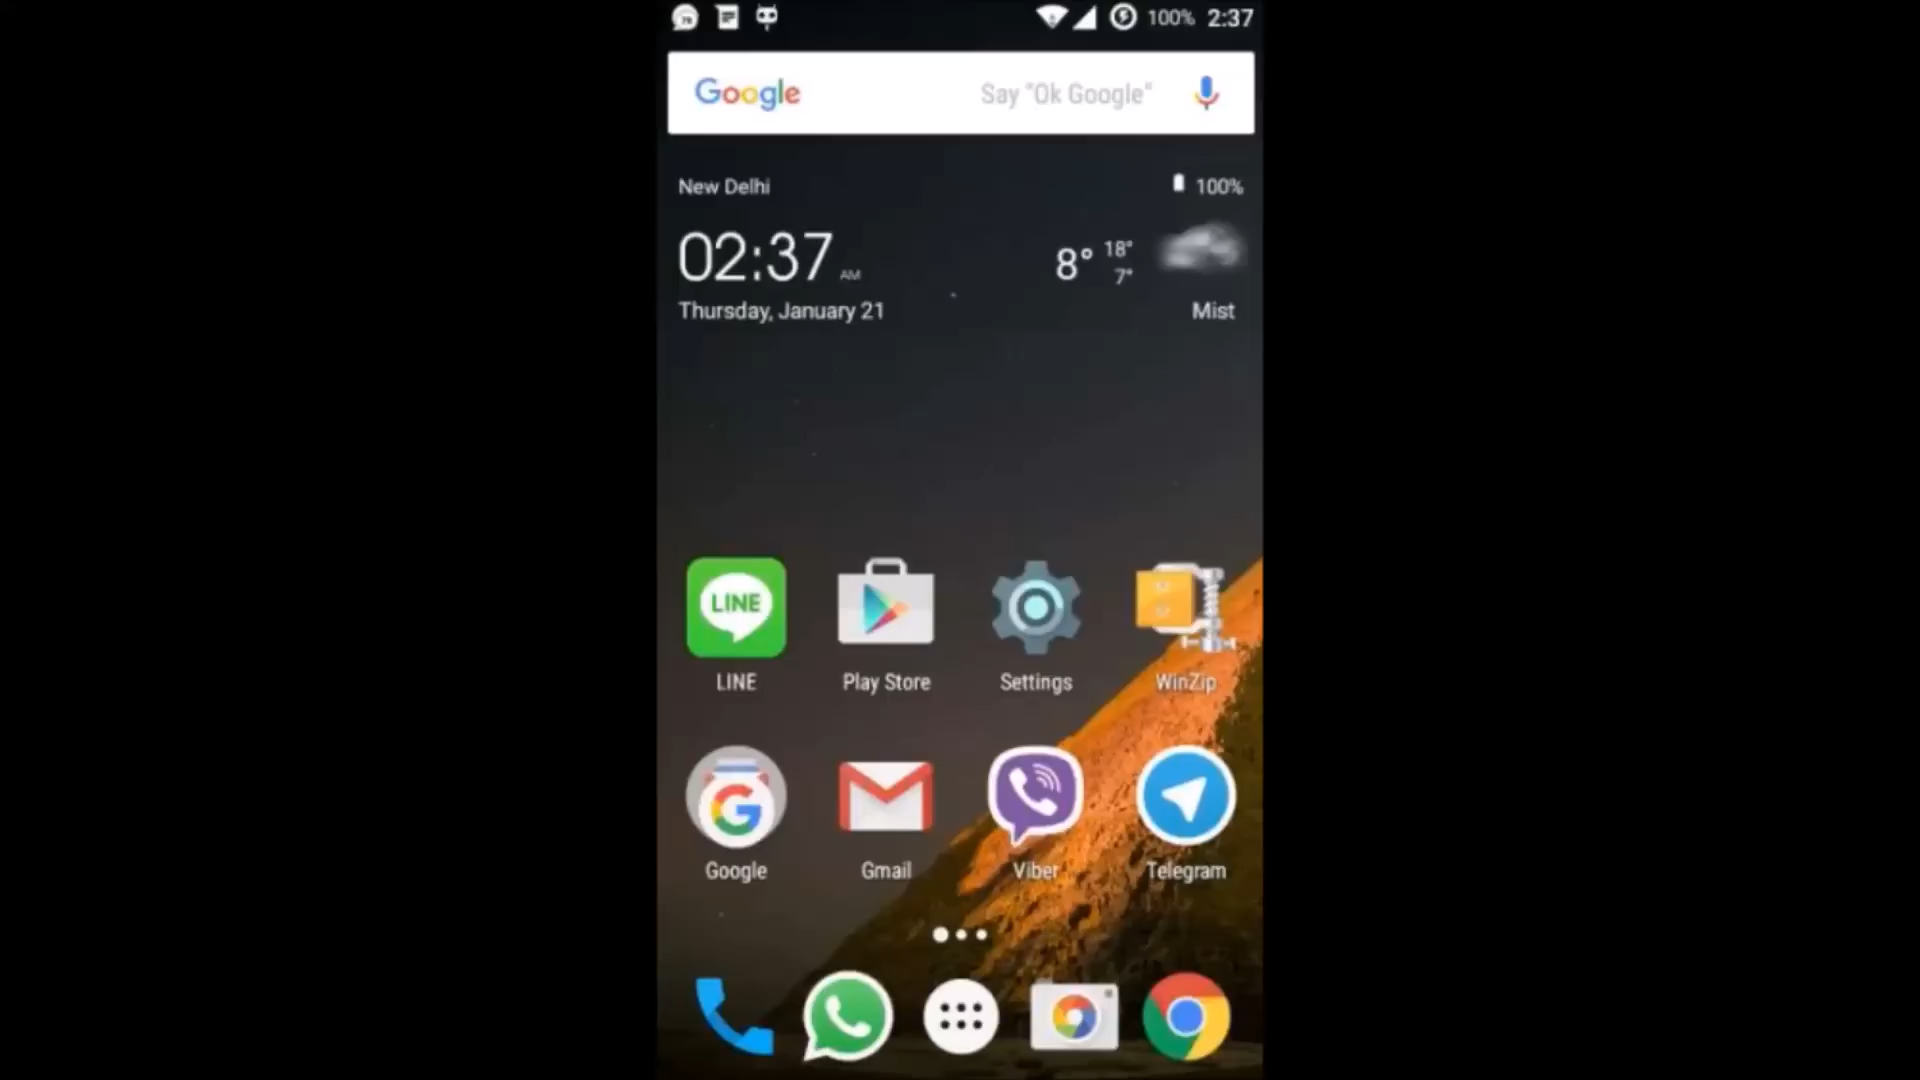 100% 2:37
Google Say "Ok Google"
New Delhi 100%
02:37 AM 8° 18° 7°
Thursday, January 21 Mist
LINE
LINE Play Store Settings WinZip
G
Google Gmail Viber Telegram